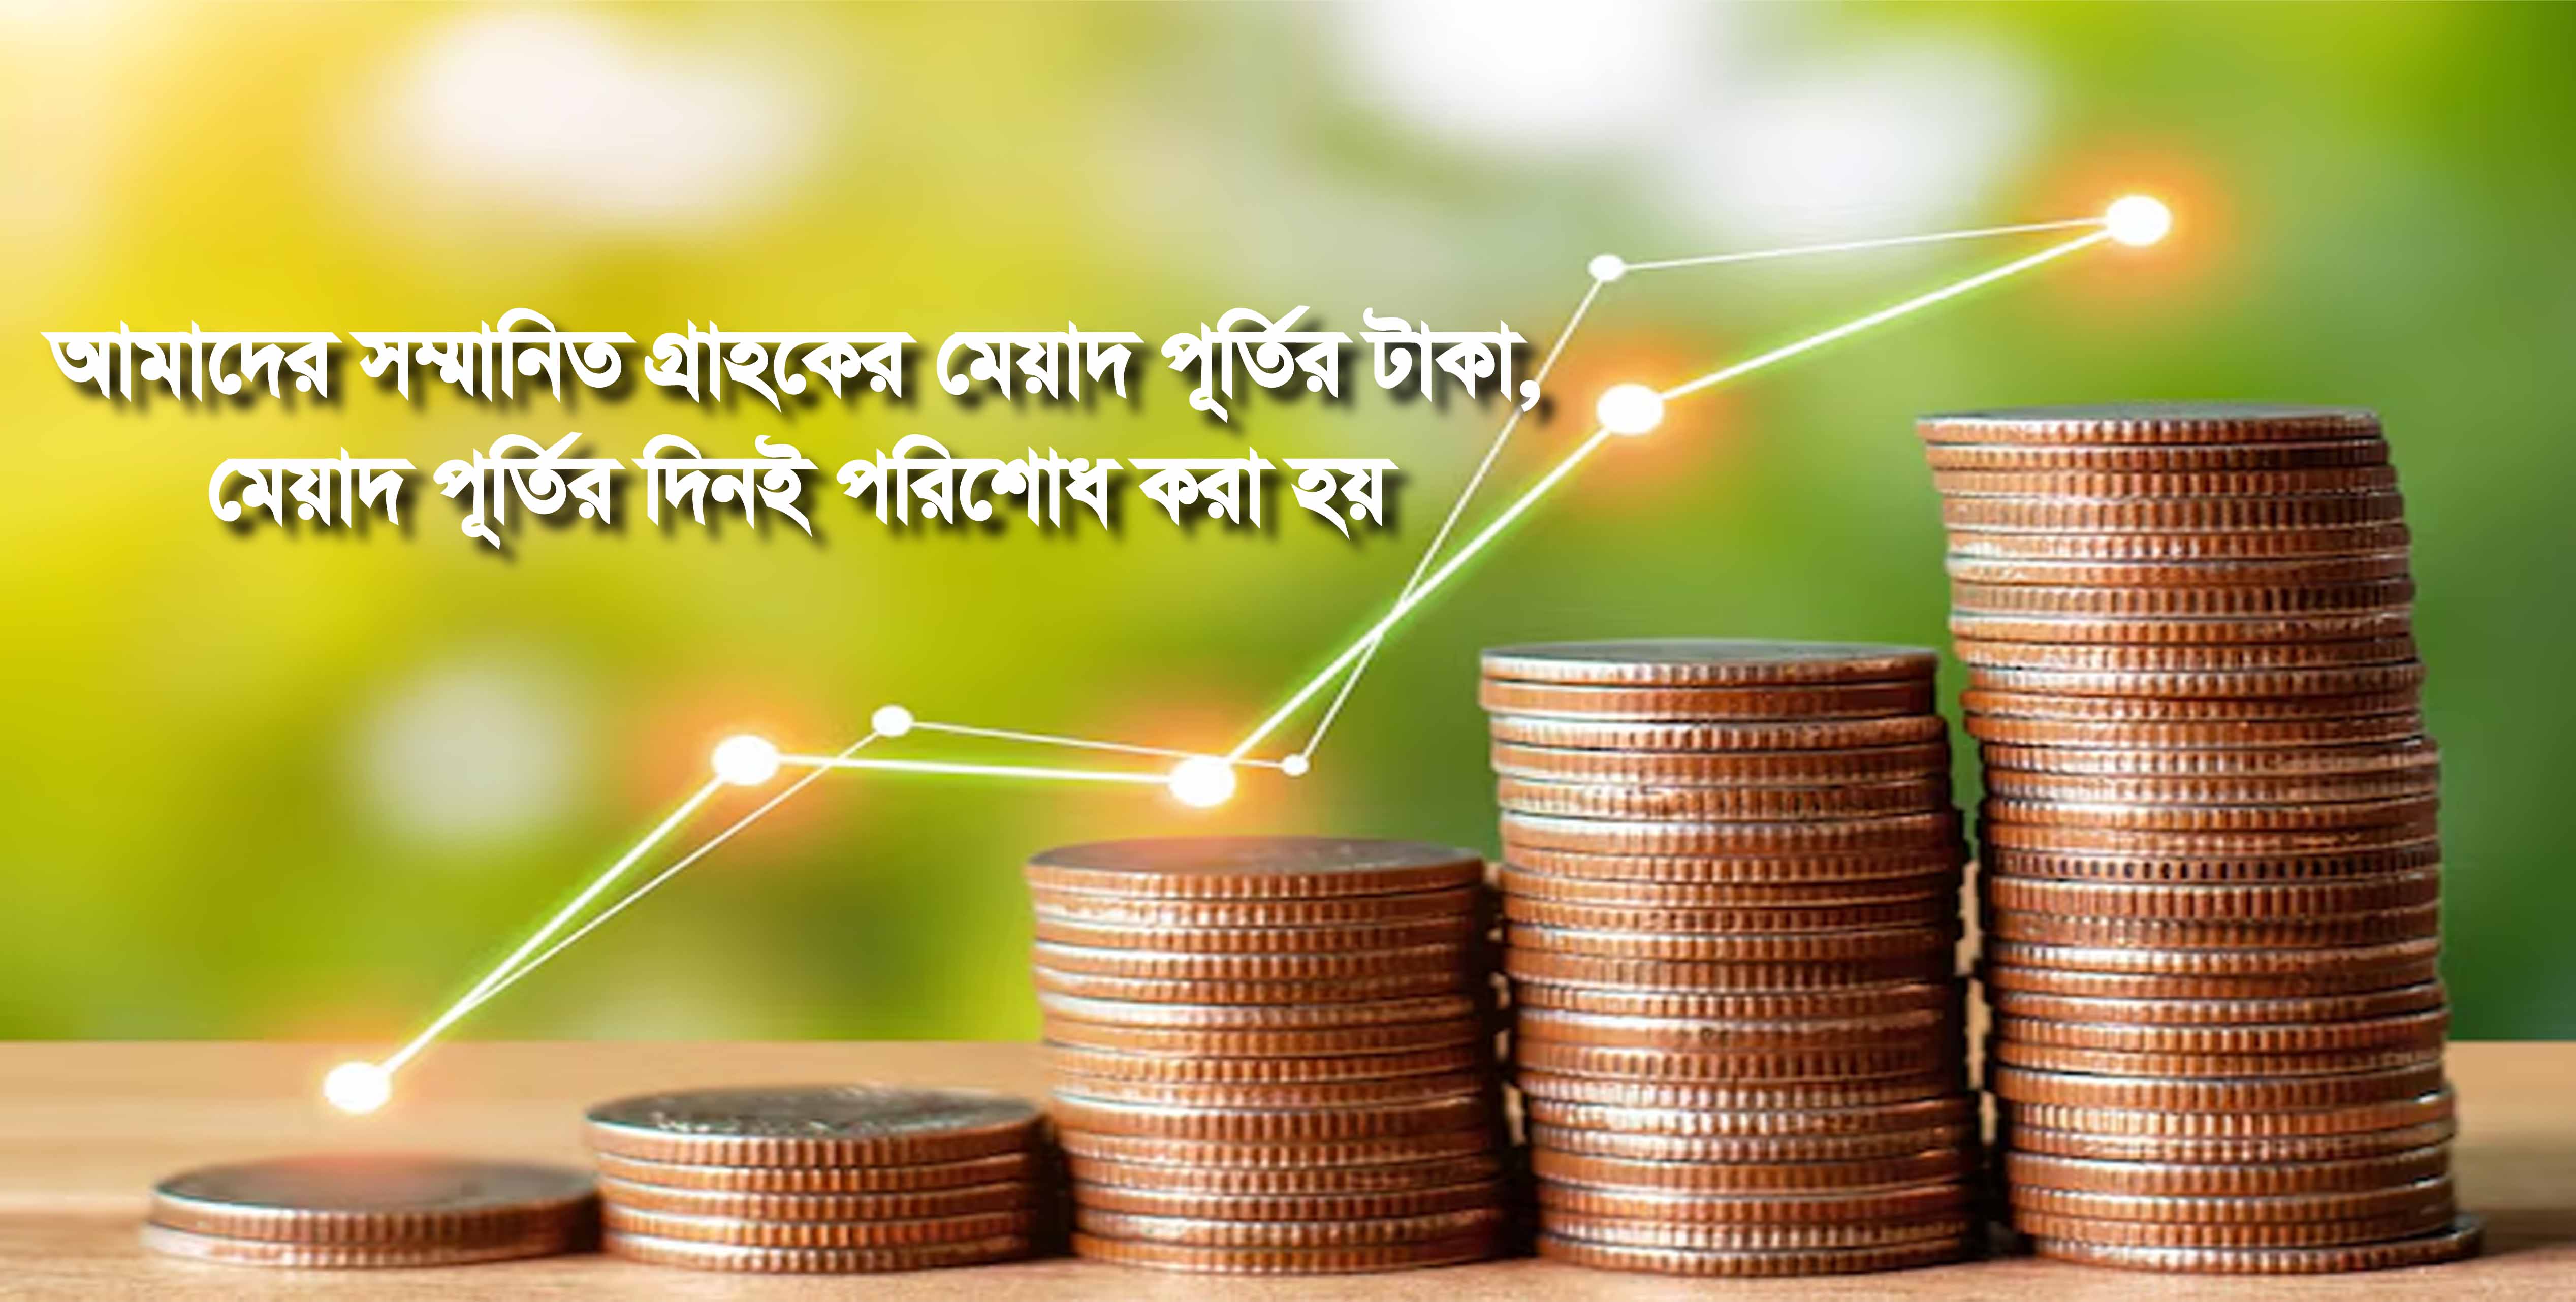 আমাদের সম্মানিত গ্রাহকের মেয়াদ পূর্তির টাকা,
মেয়াদ পূর্তির দিনই পরিশোধ করা হয়